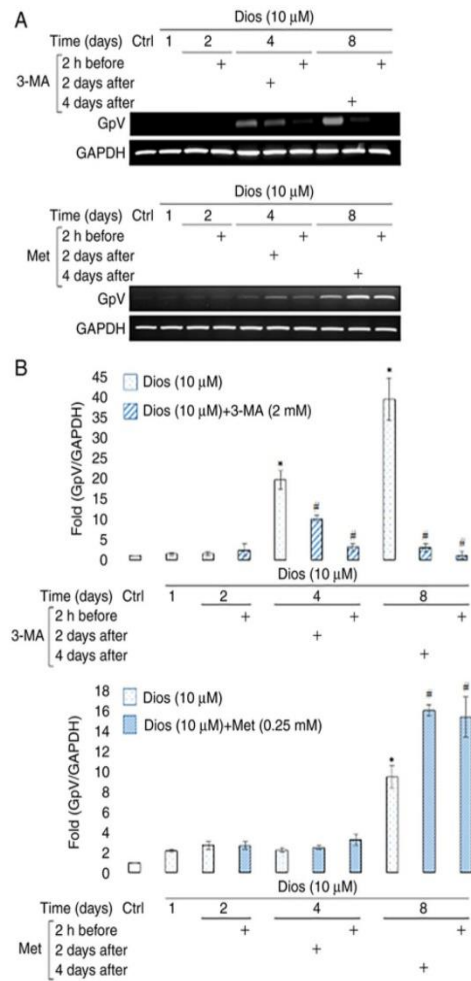 A
Dios (10 μM)
Time (days) Ctrl 1 2 4 8
3-MA
2 h before + + +
2 days after +
4 days after +
GpV
GAPDH
Dios (10 μM)
Time (days) Ctrl 1 2 4 8
Met
2 h before + + +
2 days after +
4 days after +
GpV
GAPDH
B
Fold (GpV/GAPDH)
45
40
35
30
25
20
15
10
5
0
Dios (10 μM)
Dios (10 μM)+3-MA (2 mM)
* # # * # #
Dios (10 μM)
Time (days) Ctrl 1 2 4 8
3-MA
2 h before + + +
2 days after +
4 days after +
Fold (GpV/GAPDH)
18
16
14
12
10
8
6
4
2
0
Dios (10 μM)
Dios (10 μM)+Met (0.25 mM)
* # #
Dios (10 μM)
Time (days) Ctrl 1 2 4 8
Met
2 h before + + +
2 days after +
4 days after +